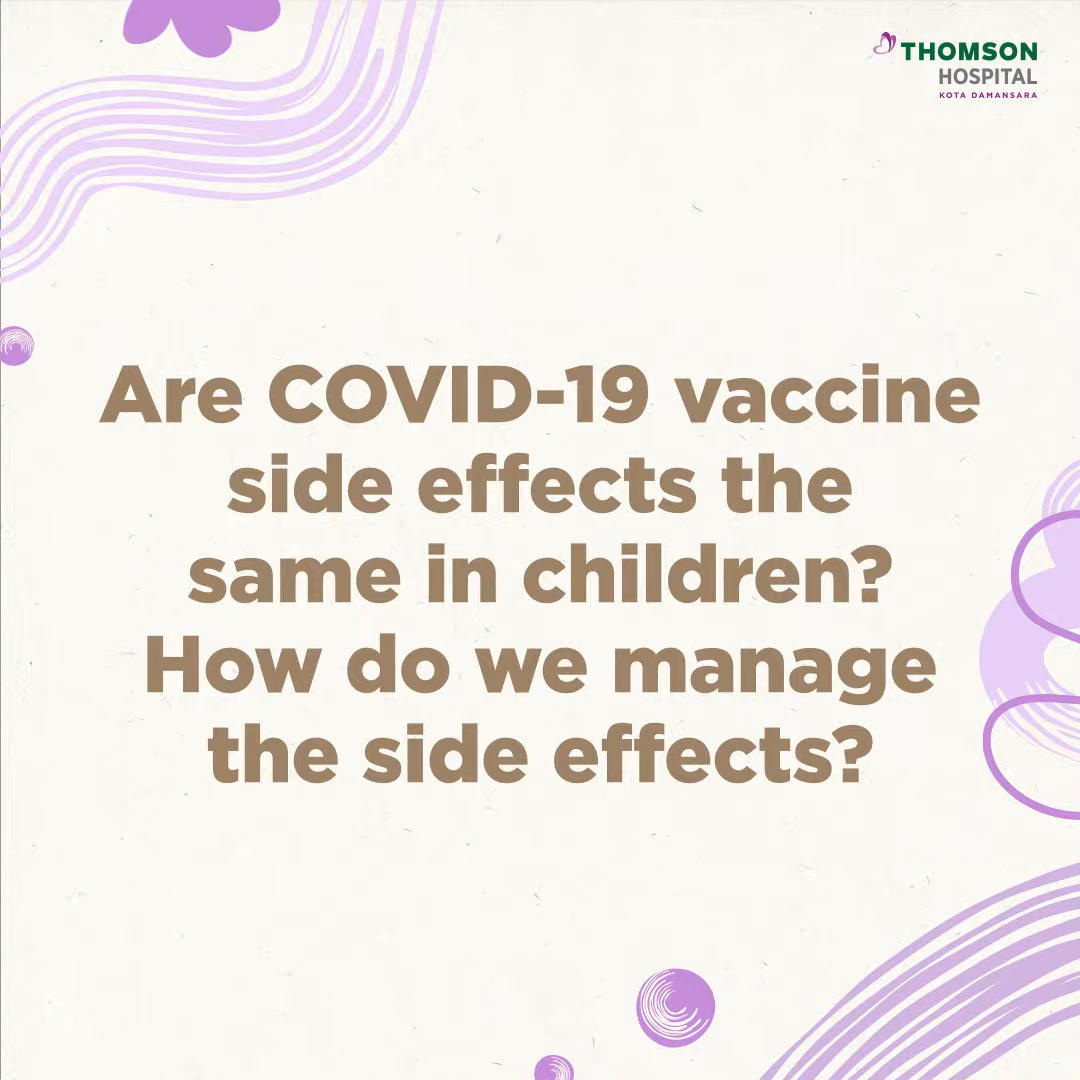 THOMSON
HOSPITAL
KOTA DAMANSARA
Are COVID-19 vaccine
side effects the
same in children?
How do we manage
the side effects?